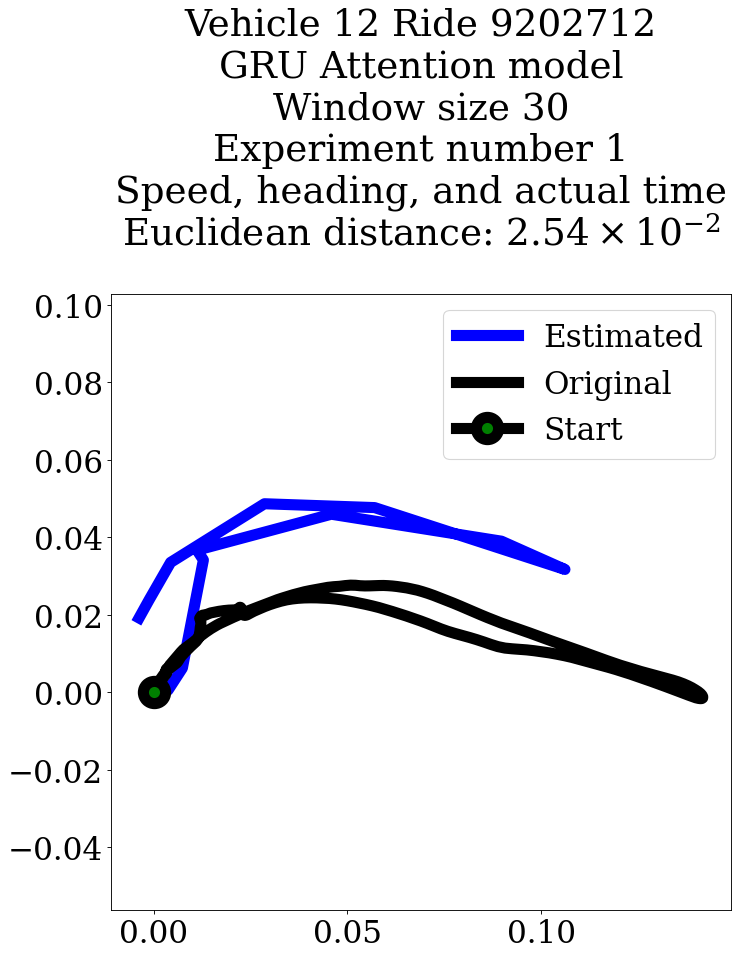 Vehicle 12 Ride 9202712
GRU Attention model
Window size 30
Experiment number 1
Speed, heading, and actual time
Euclidean distance: 2.54 × 10⁻²
Estimated
Original
Start
0.10
0.08
0.06
0.04
0.02
0.00
−0.02
−0.04
0.00 0.05 0.10